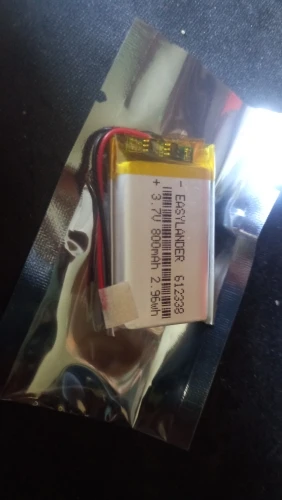 - EASYLANDER 612338
+ 3.7V 800mAh 2.96wh